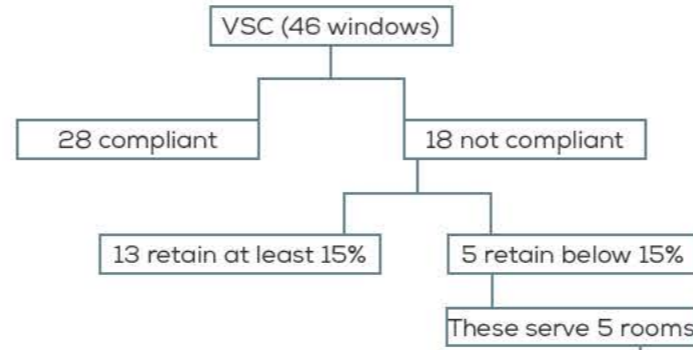 VSC (46 windows)
28 compliant
18 not compliant
13 retain at least 15%
5 retain below 15%
These serve 5 rooms